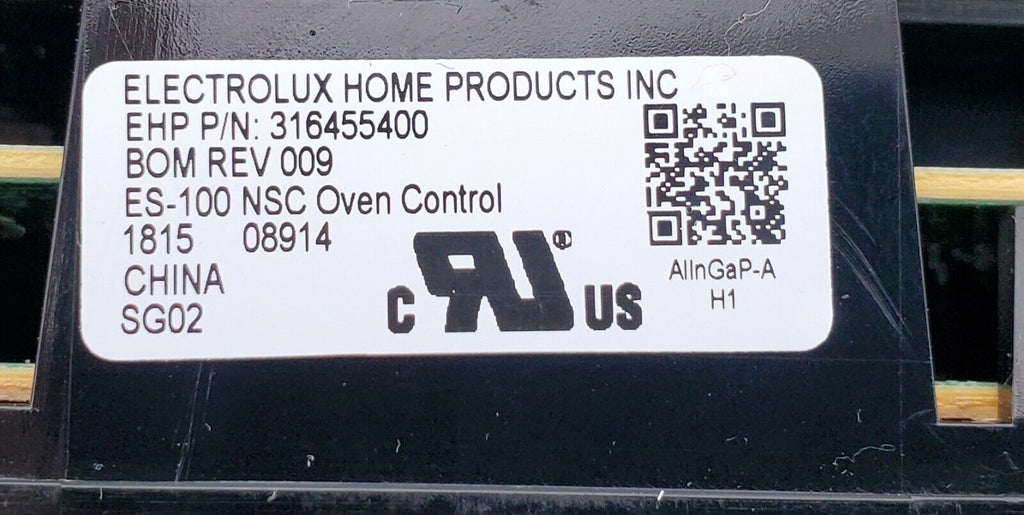 ELECTROLUX HOME PRODUCTS INC
EHP P/N: 316455400
BOM REV 009
ES-100 NSC Oven Control
1815 08914
CHINA
SG02
C RU® US
AlInGaP-A
H1